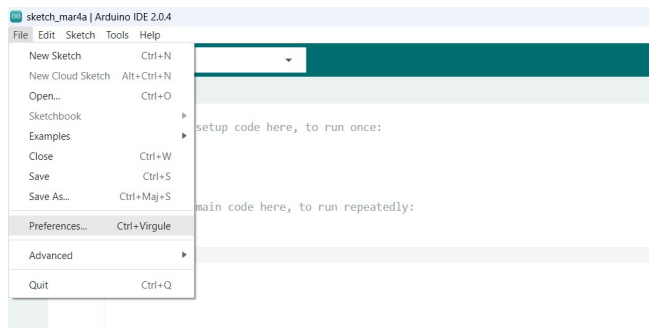 sketch_mar4a | Arduino IDE 2.0.4
File Edit Sketch Tools Help
New Sketch Ctrl+N
New Cloud Sketch Alt+Ctrl+N
Open... Ctrl+O
Sketchbook
Examples
setup code here, to run once:
Close Ctrl+W
Save Ctrl+S
Save As... Ctrl+Maj+S
main code here, to run repeatedly:
Preferences... Ctrl+Virgule
Advanced
Quit Ctrl+Q